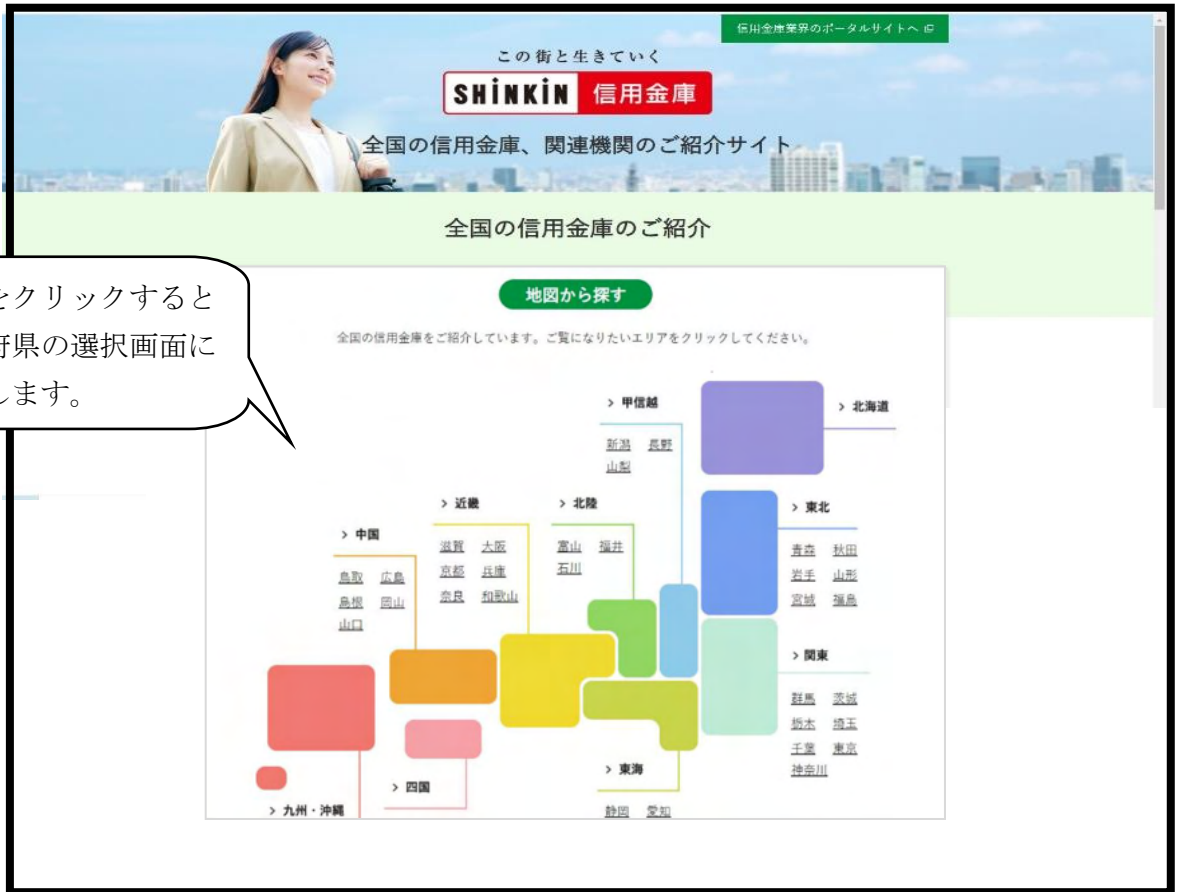 信用金庫業界のポータルサイトへ
この街と生きていく
SHiNKiN 信用金庫
全国の信用金庫、関連機関のご紹介サイト
全国の信用金庫のご紹介
をクリックすると
府県の選択画面に
します。
地図から探す
全国の信用金庫をご紹介しています。ご覧になりたいエリアをクリックしてください。
> 甲信越
新潟 長野
山梨
> 北海道
> 近畿
滋賀 大阪
京都 兵庫
奈良 和歌山
> 北陸
富山 福井
石川
> 東北
青森 秋田
岩手 山形
宮城 福島
> 中国
鳥取 広島
島根 岡山
山口
> 関東
群馬 茨城
栃木 埼玉
千葉 東京
神奈川
> 東海
静岡 愛知
> 四国
> 九州・沖縄